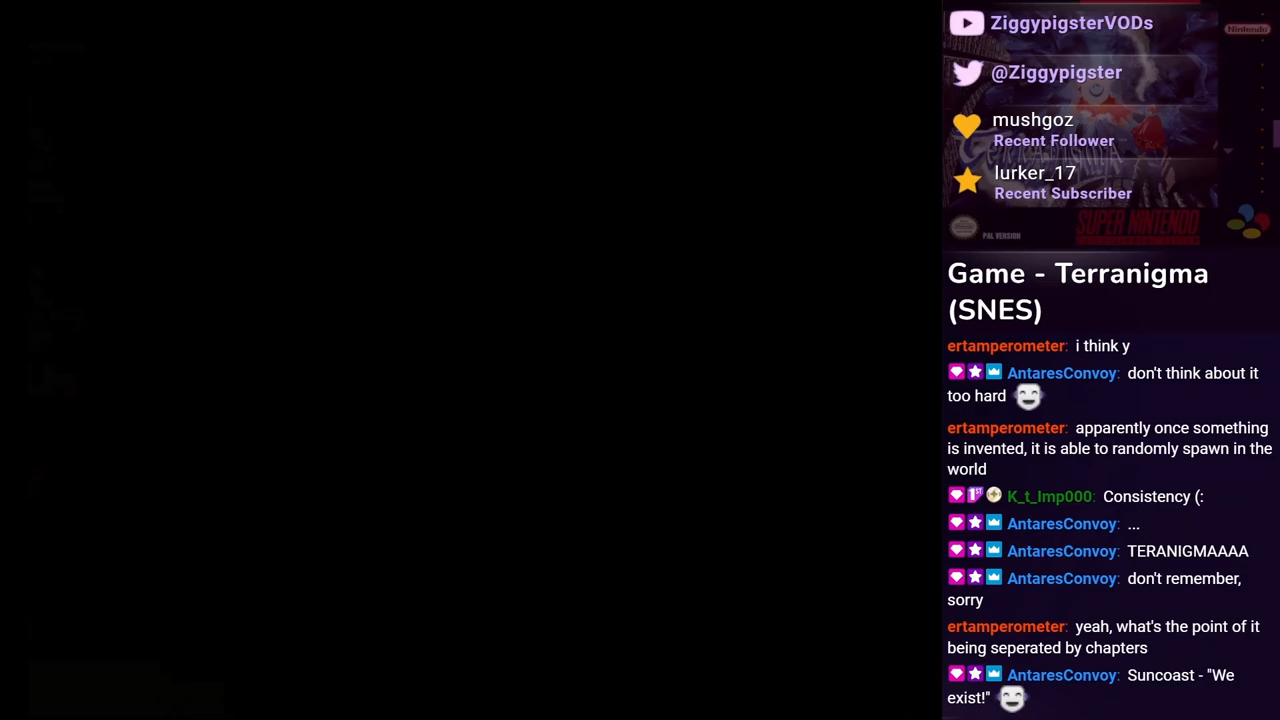 ZiggypigsterVODs
Nintendo
@Ziggypigster
mushgoz
Recent Follower
lurker_17
Recent Subscriber
PAL VERSION
SUPER NINTENDO
Game - Terranigma
(SNES)
ertamperometer: i think y
AntaresConvoy: don't think about it
too hard
ertamperometer: apparently once something
is invented, it is able to randomly spawn in the
world
K_t_Imp000: Consistency (:
AntaresConvoy: ...
AntaresConvoy: TERANIGMAAAA
AntaresConvoy: don't remember,
sorry
ertamperometer: yeah, what's the point of it
being seperated by chapters
AntaresConvoy: Suncoast - "We
exist!"